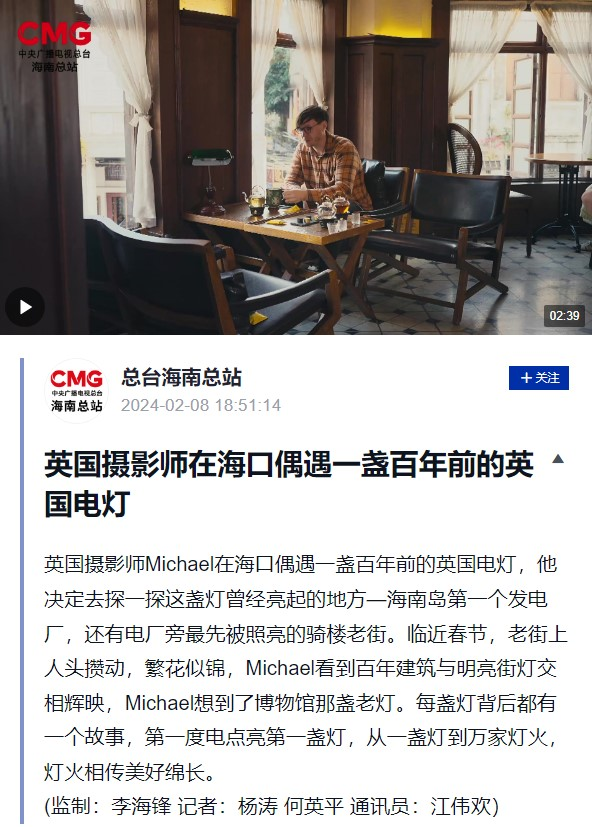 CMG
中央广播电视总台
海南总站
02:39
CMG
中央广播电视总台
海南总站
总台海南总站
2024-02-08 18:51:14
+关注
英国摄影师在海口偶遇一盏百年前的英
国电灯
英国摄影师Michael在海口偶遇一盏百年前的英国电灯，他
决定去探一探这盏灯曾经亮起的地方—海南岛第一个发电
厂，还有电厂旁最先被照亮的骑楼老街。临近春节，老街上
人头攒动，繁花似锦，Michael看到百年建筑与明亮街灯交
相辉映，Michael想到了博物馆那盏老灯。每盏灯背后都有
一个故事，第一度电点亮第一盏灯，从一盏灯到万家灯火，
灯火相传美好绵长。
(监制：李海锋 记者：杨涛 何英平 通讯员：江伟欢)